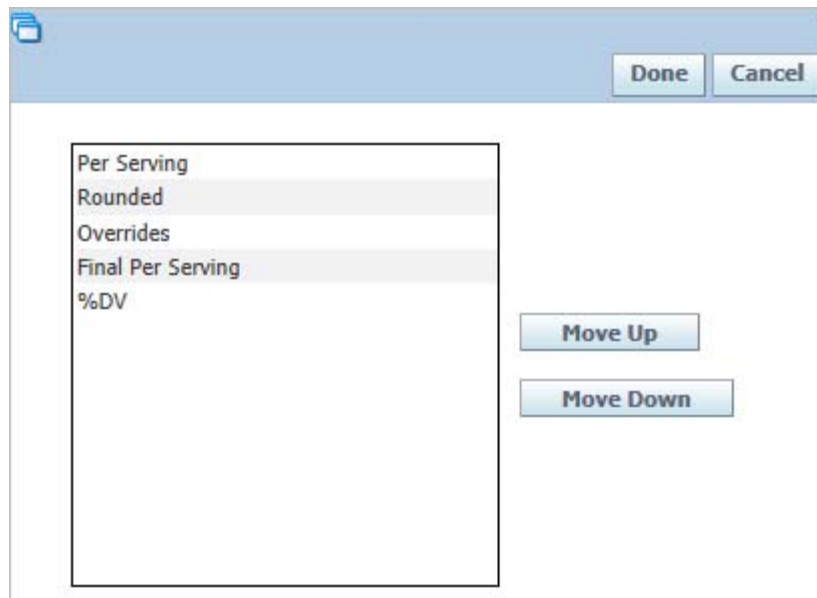 Done Cancel
Per Serving
Rounded
Overrides
Final Per Serving
%DV
Move Up
Move Down